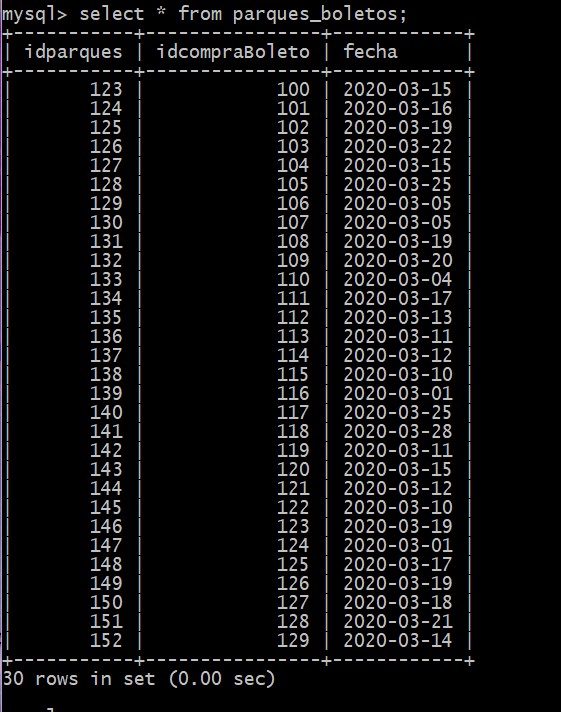 mysql> select * from parques_boletos;
+-----------+----------------+------------+
| idparques | idcompraBoleto | fecha      |
+-----------+----------------+------------+
|       123 |            100 | 2020-03-15 |
|       124 |            101 | 2020-03-16 |
|       125 |            102 | 2020-03-19 |
|       126 |            103 | 2020-03-22 |
|       127 |            104 | 2020-03-15 |
|       128 |            105 | 2020-03-25 |
|       129 |            106 | 2020-03-05 |
|       130 |            107 | 2020-03-05 |
|       131 |            108 | 2020-03-19 |
|       132 |            109 | 2020-03-20 |
|       133 |            110 | 2020-03-04 |
|       134 |            111 | 2020-03-17 |
|       135 |            112 | 2020-03-13 |
|       136 |            113 | 2020-03-11 |
|       137 |            114 | 2020-03-12 |
|       138 |            115 | 2020-03-10 |
|       139 |            116 | 2020-03-01 |
|       140 |            117 | 2020-03-25 |
|       141 |            118 | 2020-03-28 |
|       142 |            119 | 2020-03-11 |
|       143 |            120 | 2020-03-15 |
|       144 |            121 | 2020-03-12 |
|       145 |            122 | 2020-03-10 |
|       146 |            123 | 2020-03-19 |
|       147 |            124 | 2020-03-01 |
|       148 |            125 | 2020-03-17 |
|       149 |            126 | 2020-03-19 |
|       150 |            127 | 2020-03-18 |
|       151 |            128 | 2020-03-21 |
|       152 |            129 | 2020-03-14 |
+-----------+----------------+------------+
30 rows in set (0.00 sec)